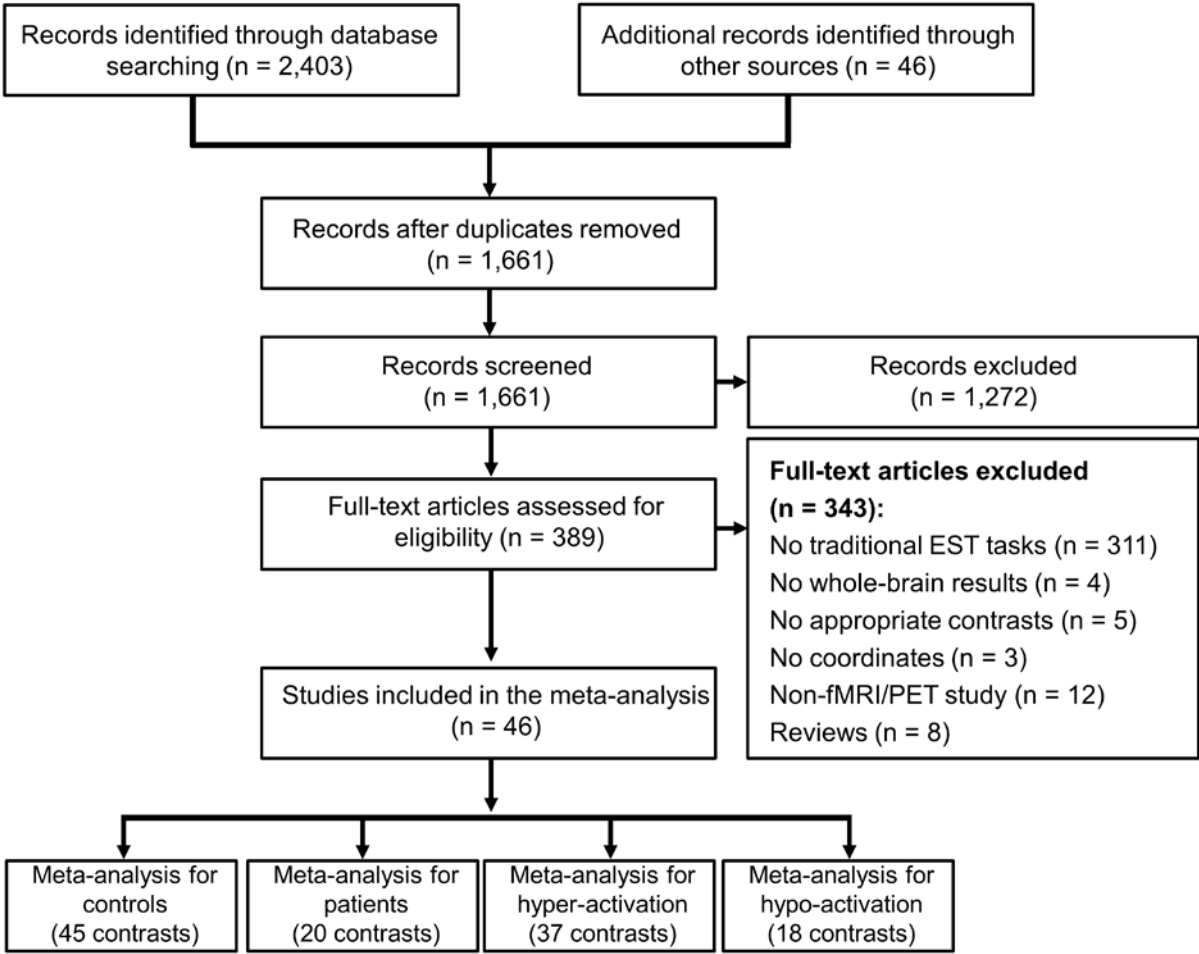 Records identified through database
searching (n = 2,403)
Additional records identified through
other sources (n = 46)
Records after duplicates removed
(n = 1,661)
Records screened
(n = 1,661)
Records excluded
(n = 1,272)
Full-text articles assessed for
eligibility (n = 389)
Full-text articles excluded
(n = 343):
No traditional EST tasks (n = 311)
No whole-brain results (n = 4)
No appropriate contrasts (n = 5)
No coordinates (n = 3)
Non-fMRI/PET study (n = 12)
Reviews (n = 8)
Studies included in the meta-analysis
(n = 46)
Meta-analysis for
controls
(45 contrasts)
Meta-analysis for
patients
(20 contrasts)
Meta-analysis for
hyper-activation
(37 contrasts)
Meta-analysis for
hypo-activation
(18 contrasts)